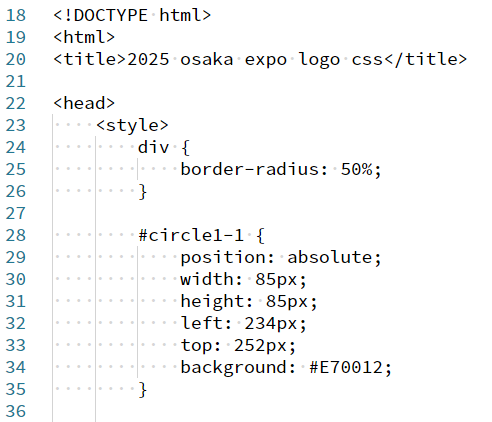 18 <!DOCTYPE html>
19 <html>
20 <title>2025 osaka expo logo css</title>
21
22 <head>
23     <style>
24         div {
25             border-radius: 50%;
26         }
27
28         #circle1-1 {
29             position: absolute;
30             width: 85px;
31             height: 85px;
32             left: 234px;
33             top: 252px;
34             background: #E70012;
35         }
36